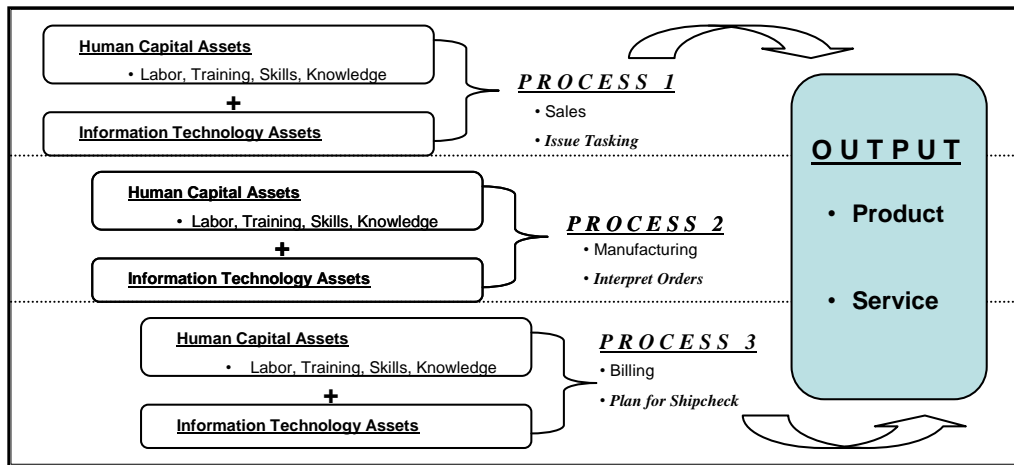 Human Capital Assets
• Labor, Training, Skills, Knowledge
+
Information Technology Assets
PROCESS 1
• Sales
• Issue Tasking
Human Capital Assets
• Labor, Training, Skills, Knowledge
+
Information Technology Assets
PROCESS 2
• Manufacturing
• Interpret Orders
Human Capital Assets
• Labor, Training, Skills, Knowledge
+
Information Technology Assets
PROCESS 3
• Billing
• Plan for Shipcheck
OUTPUT
• Product
• Service